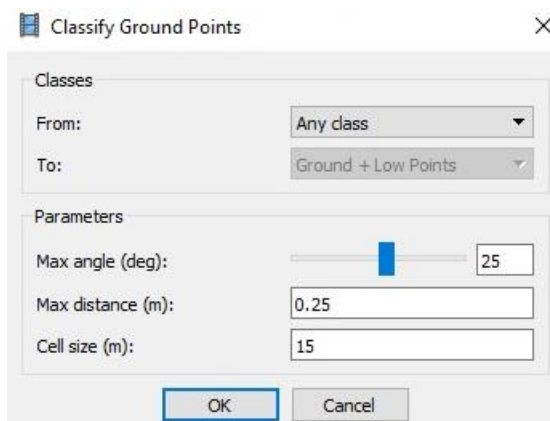 Classify Ground Points
Classes
From: Any class
To: Ground + Low Points
Parameters
Max angle (deg): 25
Max distance (m): 0.25
Cell size (m): 15
OK Cancel